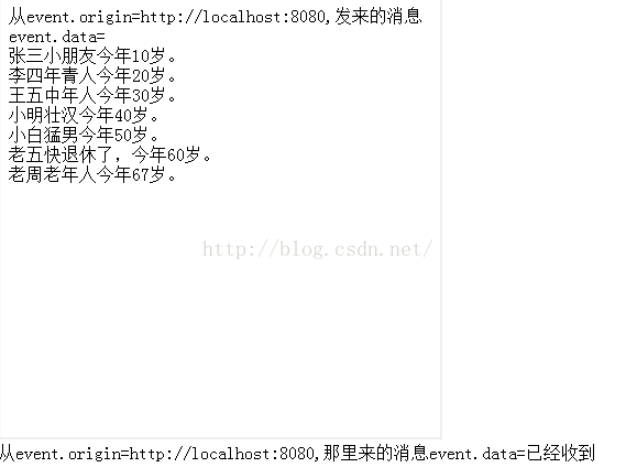 从event.origin=http://localhost:8080,发来的消息
event.data=
张三小朋友今年10岁。
李四年青人今年20岁。
王五中年人今年30岁。
小明壮汉今年40岁。
小白猛男今年50岁。
老五快退休了，今年60岁。
老周老年人今年67岁。
http://blog.csdn.net/
从event.origin=http://localhost:8080,那里来的消息event.data=已经收到